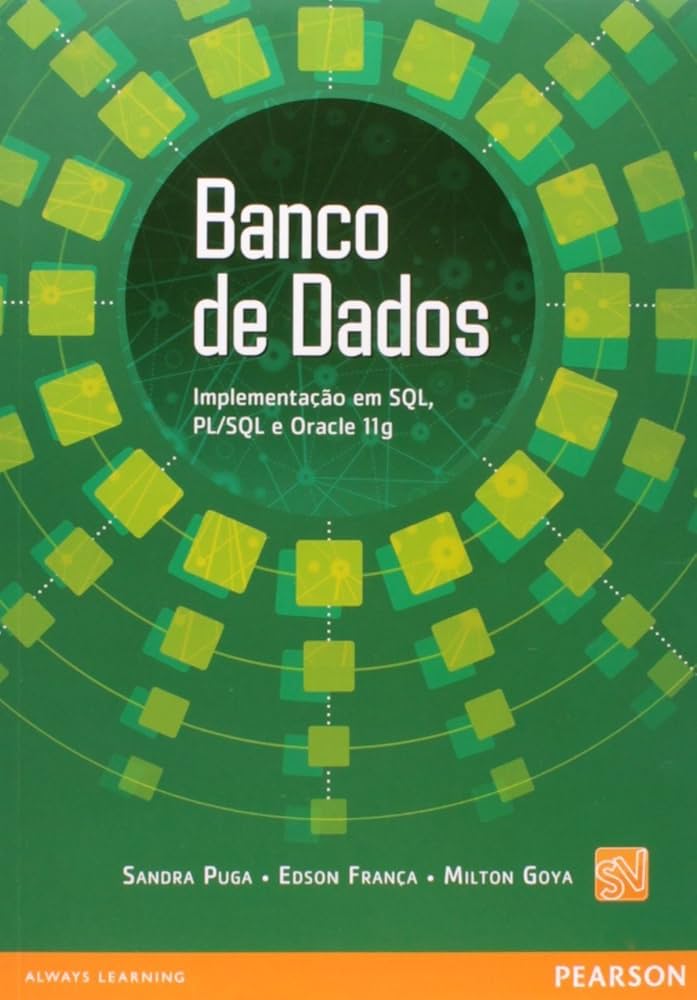 Banco
de Dados
Implementação em SQL,
PL/SQL e Oracle 11g
SANDRA PUGA • EDSON FRANÇA • MILTON GOYA
SV
ALWAYS LEARNING
PEARSON